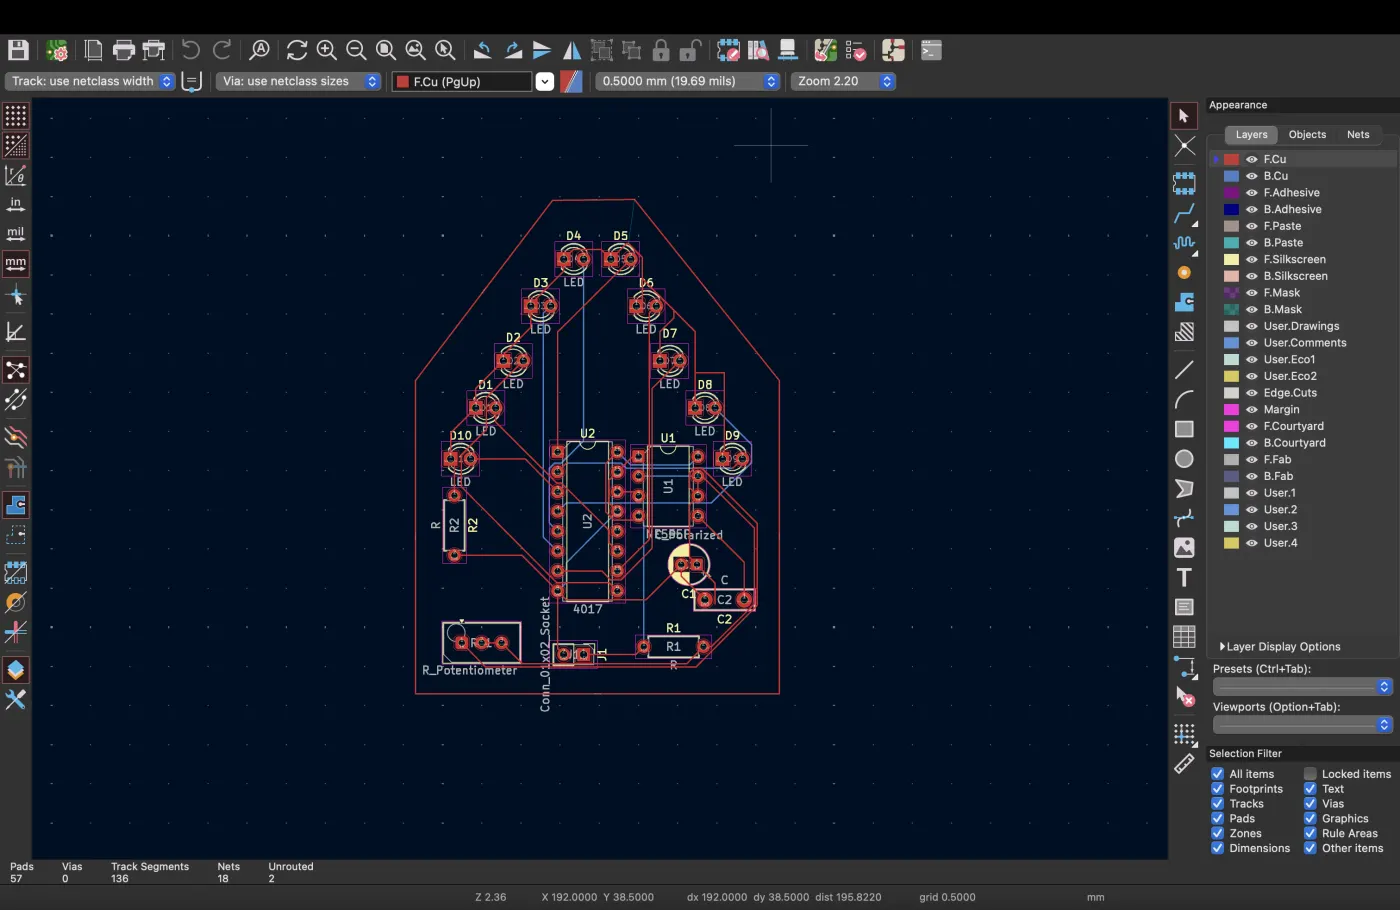 Track: use netclass width
Via: use netclass sizes
F.Cu (PgUp)
0.5000 mm (19.69 mils)
Zoom 2.20
Appearance
Layers
Objects
Nets
F.Cu
B.Cu
F.Adhesive
B.Adhesive
F.Paste
B.Paste
F.Silkscreen
B.Silkscreen
F.Mask
B.Mask
User.Drawings
User.Comments
User.Eco1
User.Eco2
Edge.Cuts
Margin
F.Courtyard
B.Courtyard
F.Fab
B.Fab
User.1
User.2
User.3
User.4
Layer Display Options
Presets (Ctrl+Tab):
Viewports (Option+Tab):
Selection Filter
All items
Locked items
Footprints
Text
Tracks
Vias
Pads
Graphics
Zones
Rule Areas
Dimensions
Other items
in
mil
mm
D4
D5
LED
D3
D6
LED
LED
D2
D7
LED
LED
D1
D8
LED
LED
D10
U2
U1
D9
LED
LED
U1
U2
R
R2
R2
C
C1
C2
C2
4017
R1
R1
R
J1
R_Potentiometer
Conn_01x02_Socket
Pads
57
Vias
0
Track Segments
136
Nets
18
Unrouted
2
Z 2.36
X 192.0000 Y 38.5000
dx 192.0000 dy 38.5000 dist 195.8220
grid 0.5000
mm